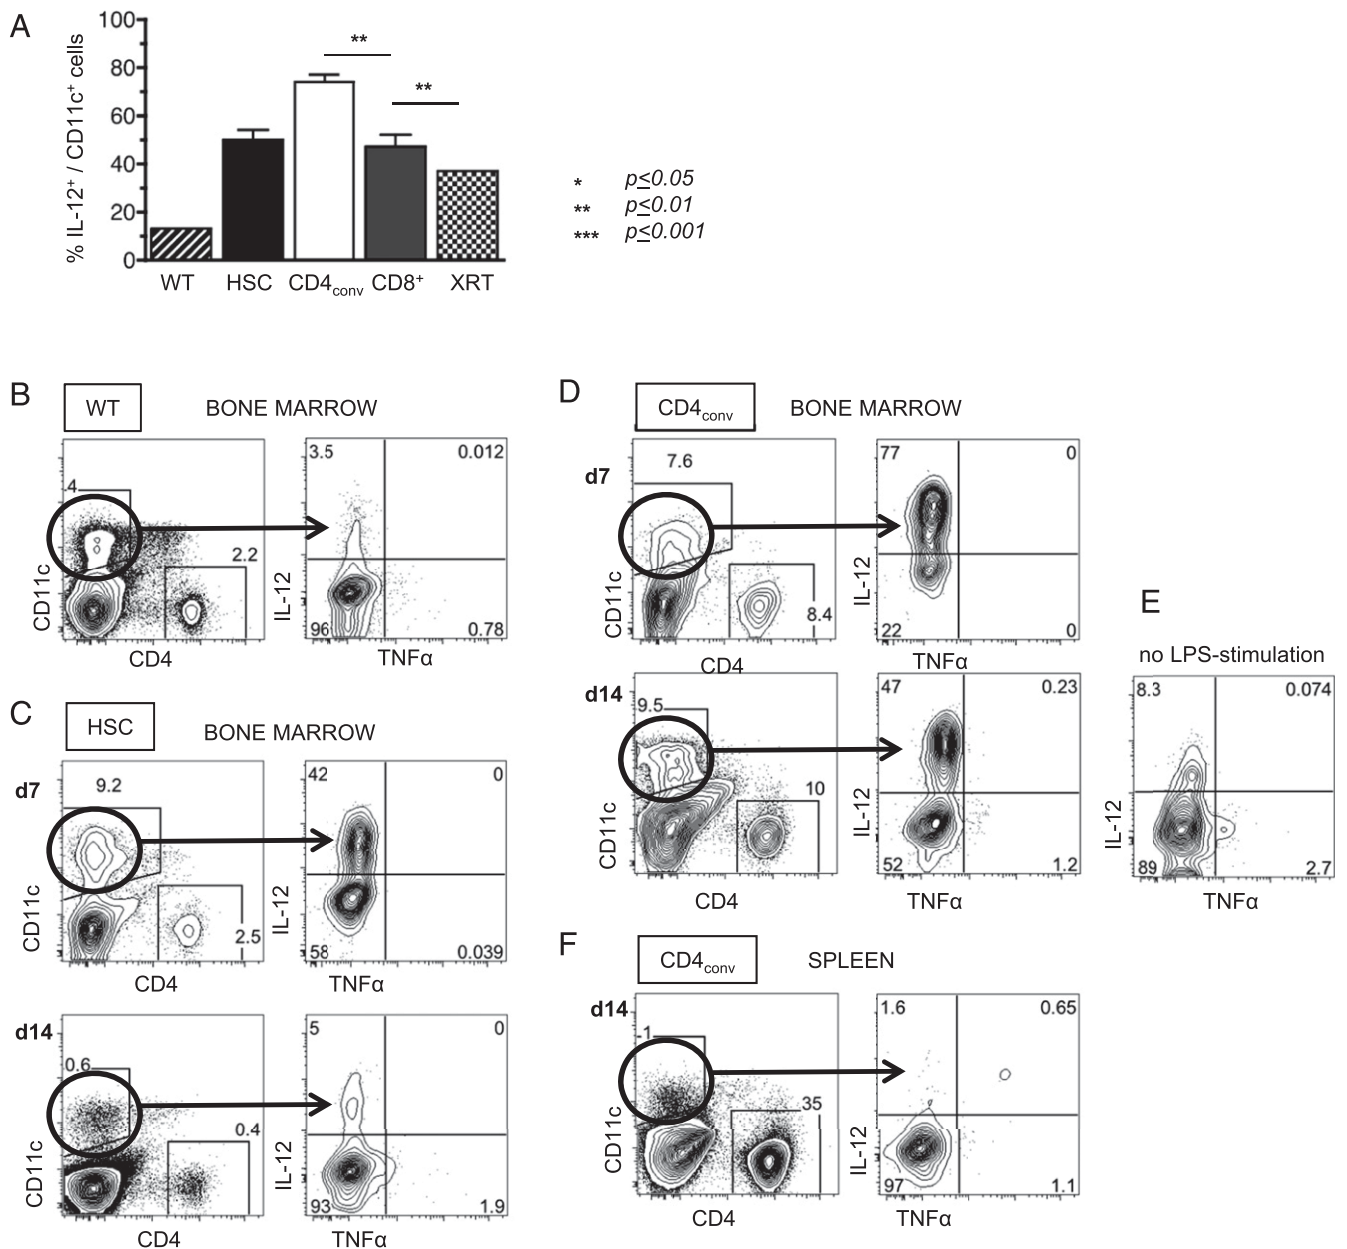 A
100
80
60
40
20
0
% IL-12+ / CD11c+ cells
**
**
WT HSC CD4conv CD8+ XRT
* p≤0.05
** p≤0.01
*** p≤0.001
B
WT
BONE MARROW
4
2.2
CD11c
CD4
3.5 0.012
96 0.78
IL-12
TNFα
C
HSC
BONE MARROW
d7
9.2
2.5
CD11c
CD4
42 0
58 0.039
IL-12
TNFα
d14
0.6
0.4
CD11c
CD4
5 0
93 1.9
IL-12
TNFα
D
CD4conv
BONE MARROW
d7
7.6
8.4
CD11c
CD4
77 0
22 0
IL-12
TNFα
d14
9.5
10
CD11c
CD4
47 0.23
52 1.2
IL-12
TNFα
E
no LPS-stimulation
8.3 0.074
89 2.7
IL-12
TNFα
F
CD4conv
SPLEEN
d14
1
35
CD11c
CD4
1.6 0.65
97 1.1
IL-12
TNFα